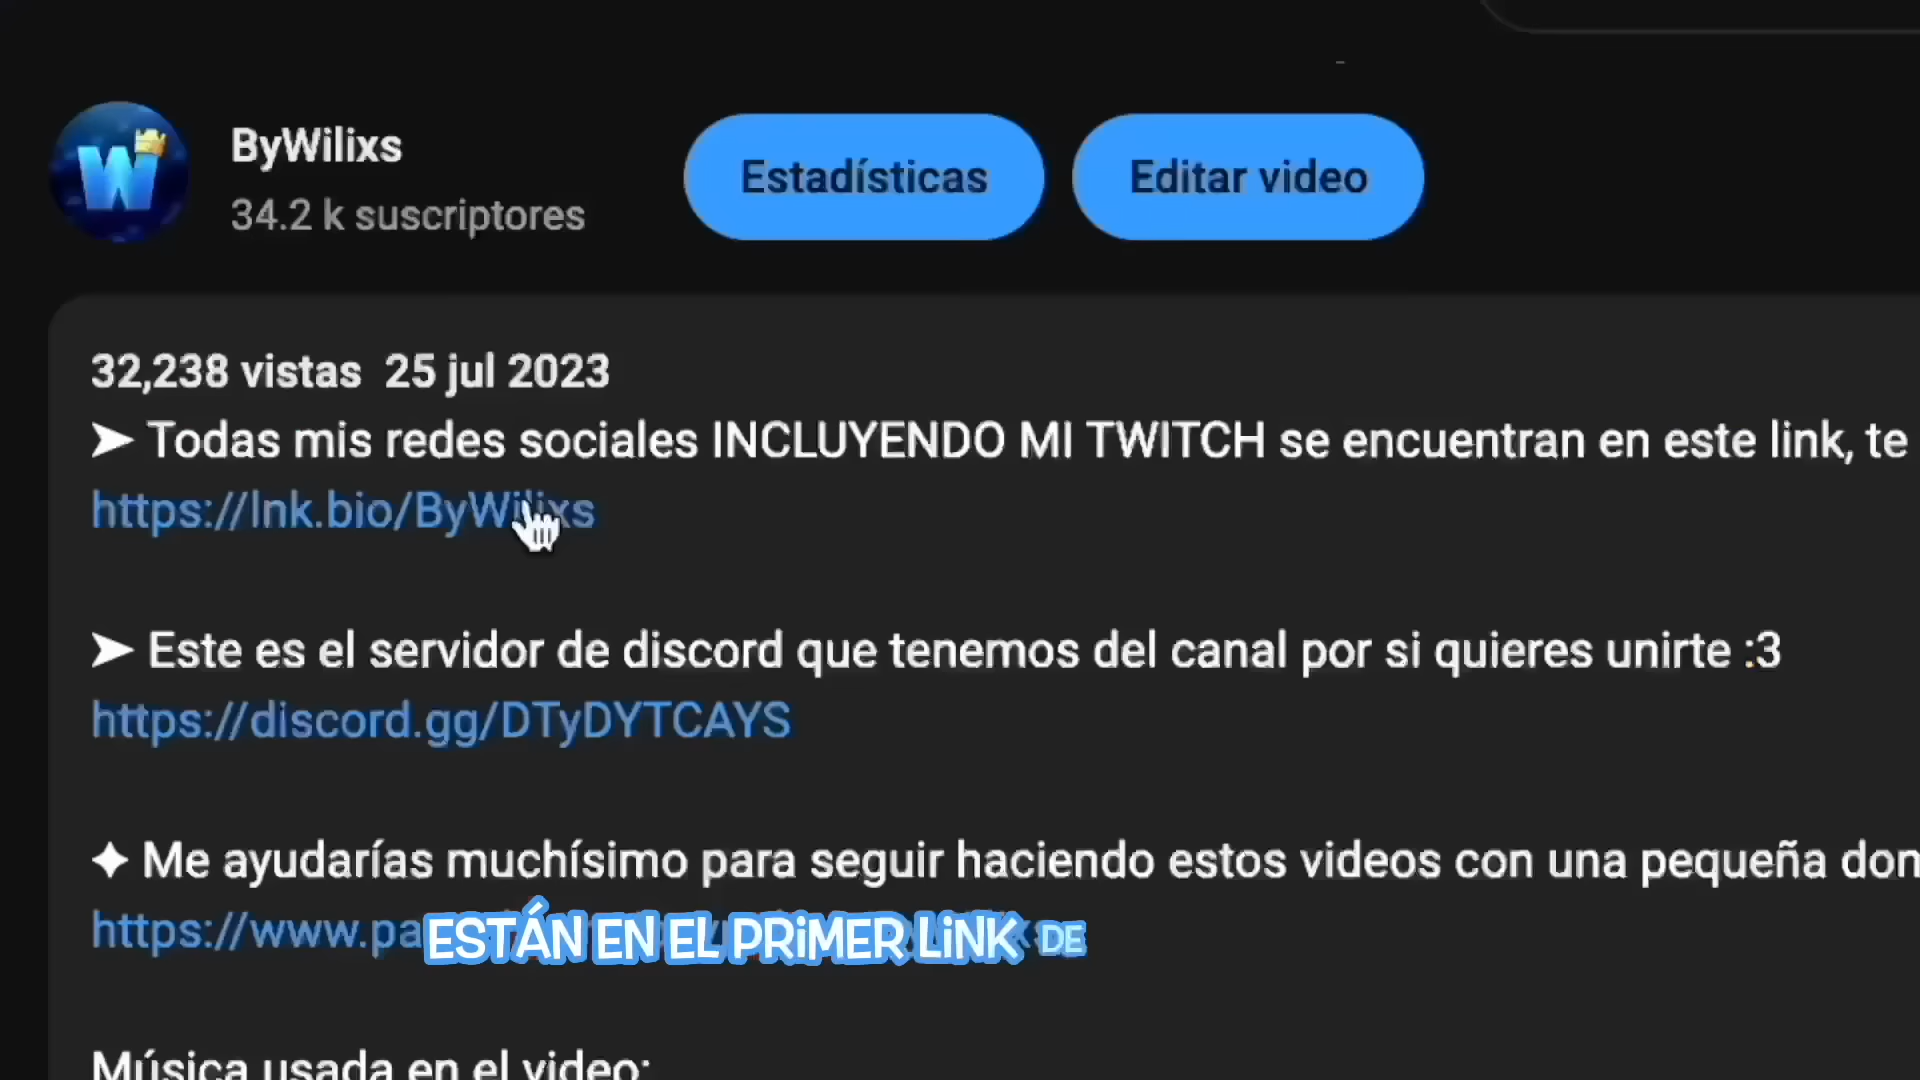 W
ByWilixs
34.2 k suscriptores
Estadísticas
Editar video
32,238 vistas 25 jul 2023
➤ Todas mis redes sociales INCLUYENDO MI TWITCH se encuentran en este link, te
https://lnk.bio/ByWilixs
➤ Este es el servidor de discord que tenemos del canal por si quieres unirte :3
https://discord.gg/DTyDYTCAYS
✦ Me ayudarías muchísimo para seguir haciendo estos videos con una pequeña don
https://www.pa
ESTÁN EN EL PRiMER LiNK DE
Música usada en el video: